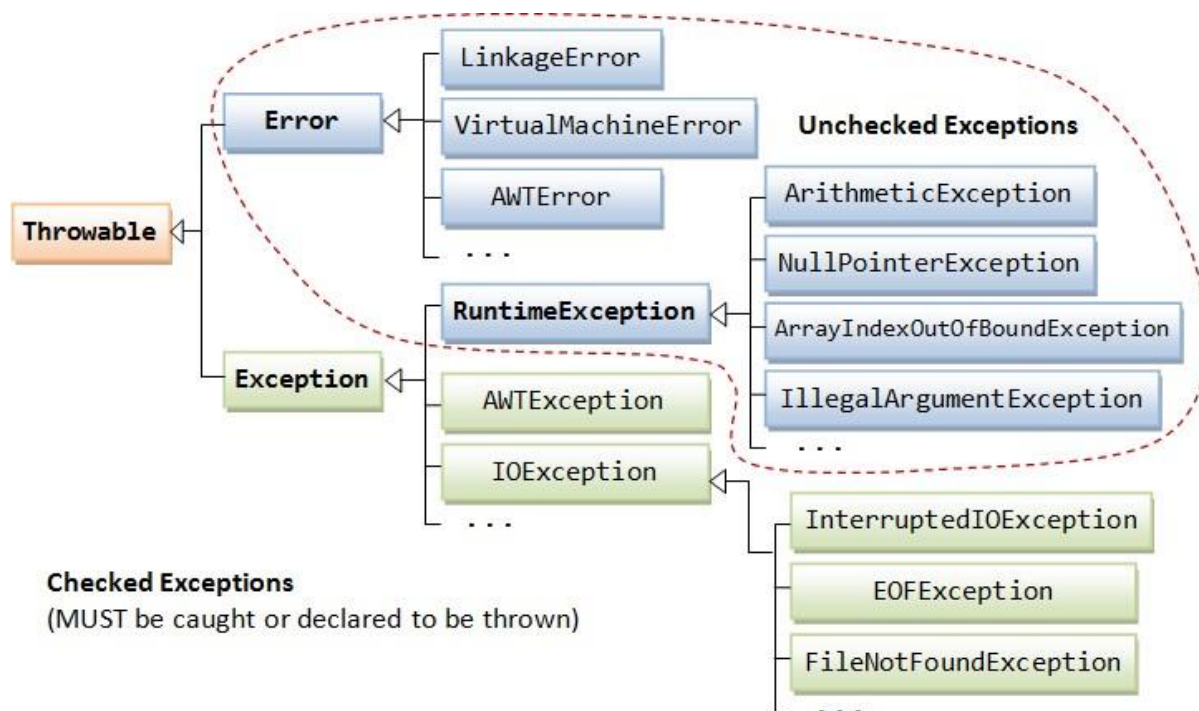 LinkageError
Error
VirtualMachineError
Unchecked Exceptions
AWTError
ArithmeticException
Throwable
...
NullPointerException
RuntimeException
ArrayIndexOutOfBoundException
Exception
AWTException
IllegalArgumentException
...
IOException
...
InterruptedIOException
Checked Exceptions
(MUST be caught or declared to be thrown)
EOFException
FileNotFoundException
...